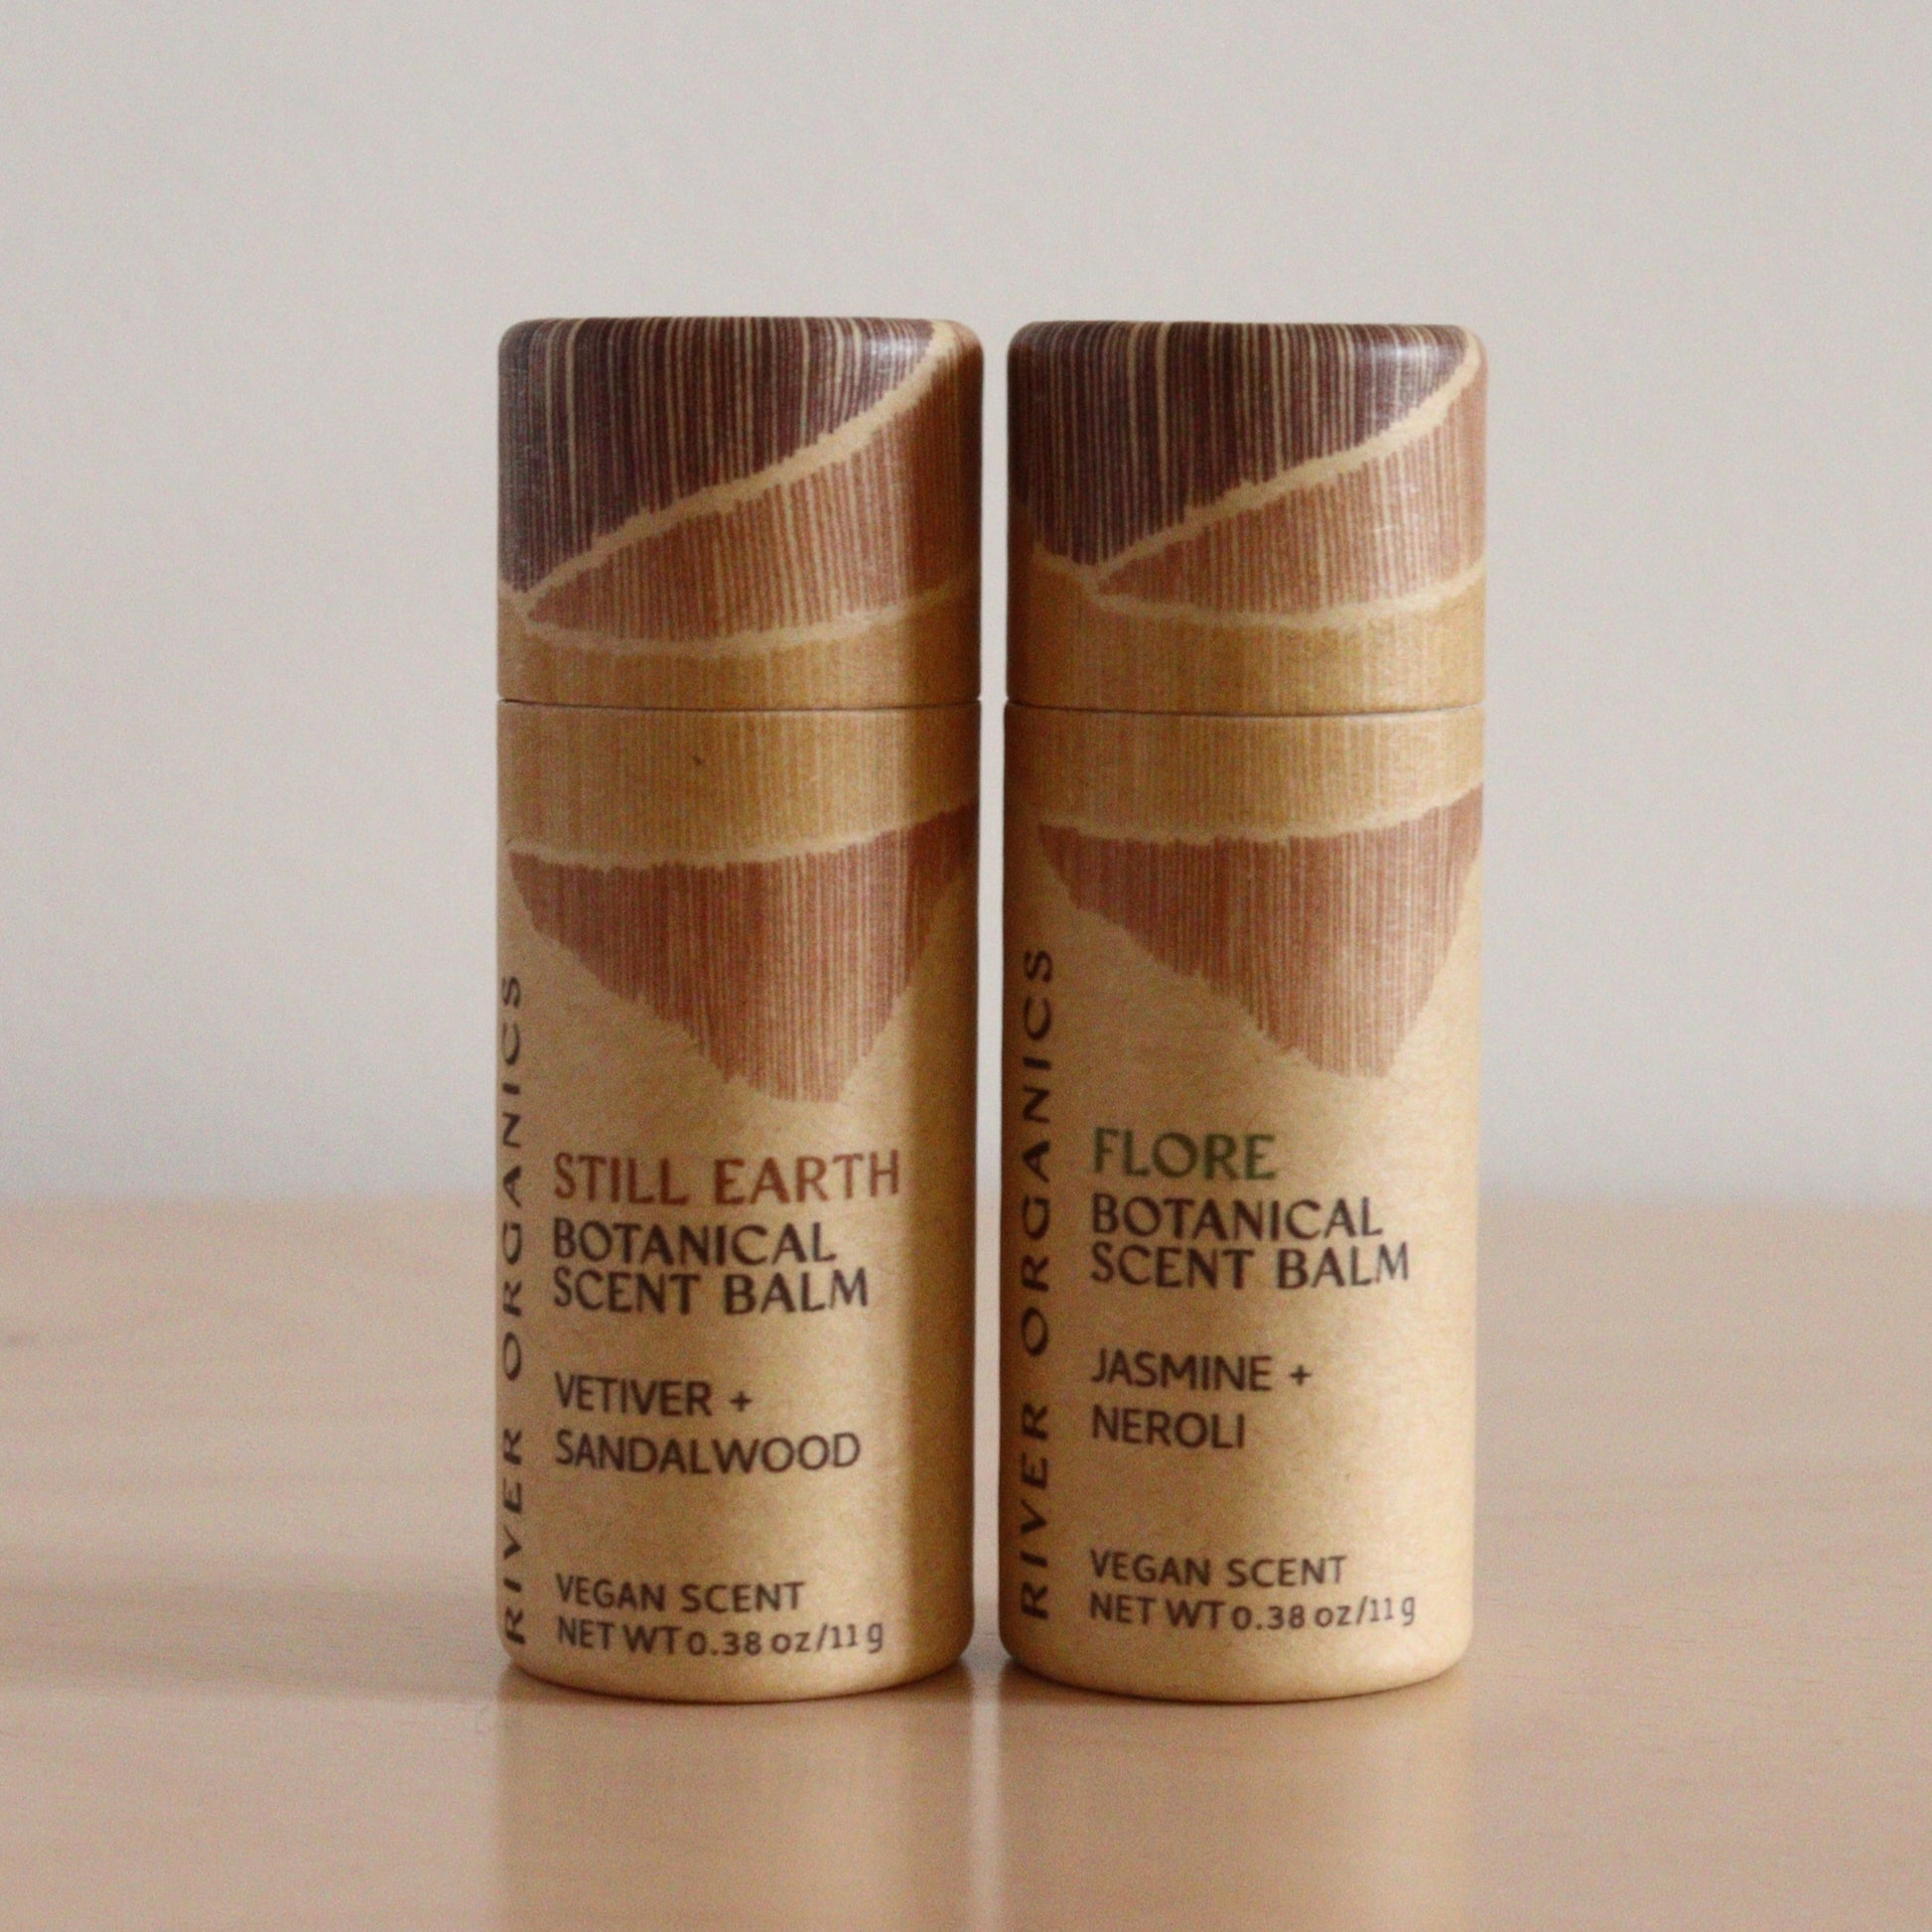 RIVER ORGANICS
STILL EARTH
BOTANICAL
SCENT BALM
VETIVER +
SANDALWOOD
VEGAN SCENT
NET WT 0.38 oz/11 g
RIVER ORGANICS
FLORE
BOTANICAL
SCENT BALM
JASMINE +
NEROLI
VEGAN SCENT
NET WT 0.38 oz/11 g